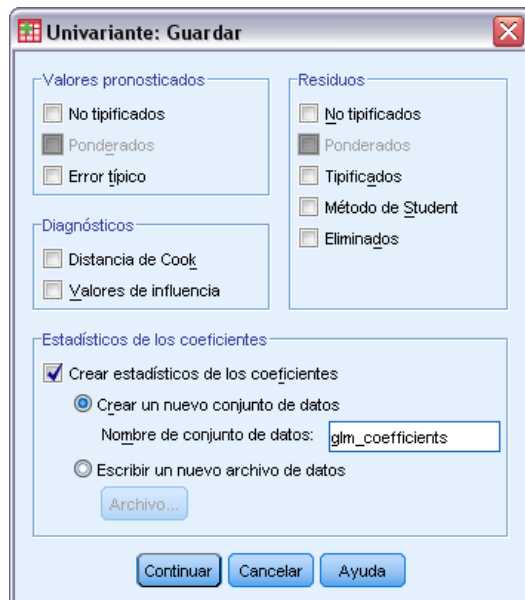 Univariante: Guardar
Valores pronosticados
No tipificados
Ponderados
Error típico
Diagnósticos
Distancia de Cook
Valores de influencia
Residuos
No tipificados
Ponderados
Tipificados
Método de Student
Eliminados
Estadísticos de los coeficientes
Crear estadísticos de los coeficientes
Crear un nuevo conjunto de datos
Nombre de conjunto de datos: glm_coefficients
Escribir un nuevo archivo de datos
Archivo...
Continuar Cancelar Ayuda